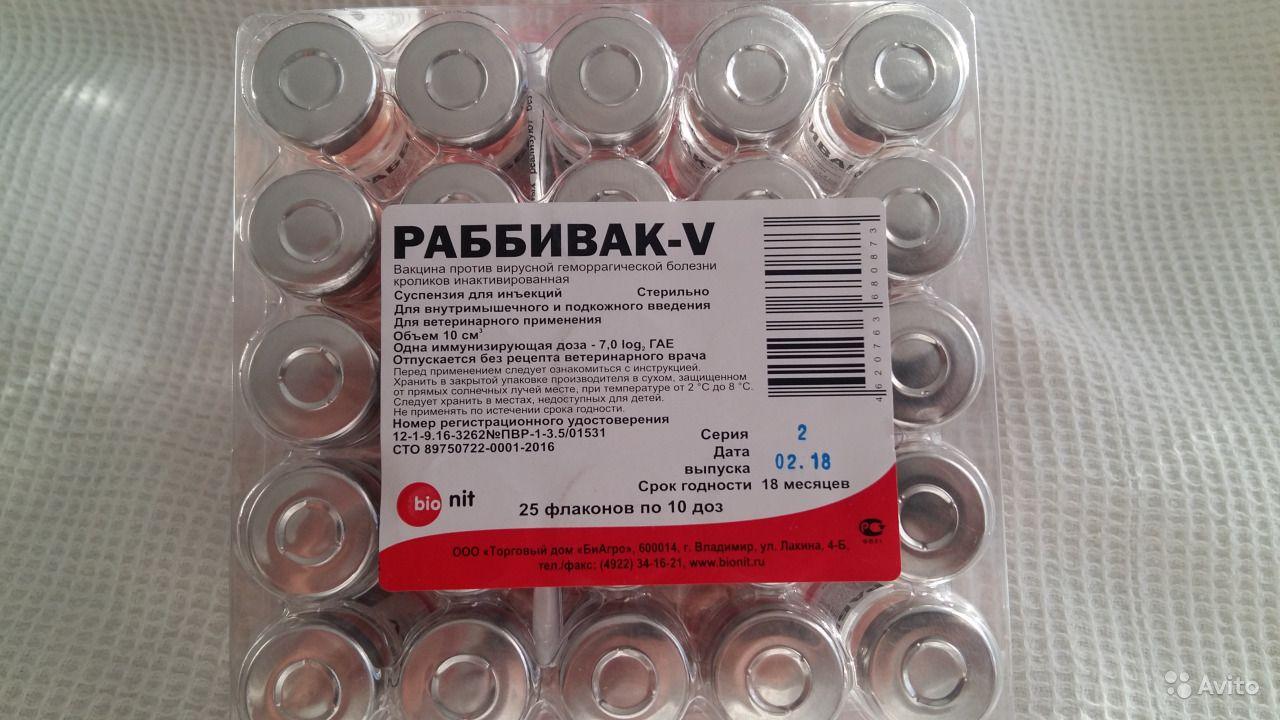 РАББИВАК-V
Вакцина против вирусной геморрагической болезни
кроликов инактивированная
Суспензия для инъекций Стерильно
Для внутримышечного и подкожного введения
Для ветеринарного применения
Объем 10 см³
Одна иммунизирующая доза - 7,0 log₂ ГАЕ
Отпускается без рецепта ветеринарного врача
Перед применением следует ознакомиться с инструкцией.
Хранить в закрытой упаковке производителя в сухом, защищенном
от прямых солнечных лучей месте, при температуре от 2 °С до 8 °С.
Следует хранить в местах, недоступных для детей.
Не применять по истечении срока годности.
Номер регистрационного удостоверения
12-1-9.16-3262№ПВР-1-3.5/01531
СТО 89750722-0001-2016
4 620763 680873
Серия 2
Дата
выпуска 02.18
Срок годности 18 месяцев
bio nit
25 флаконов по 10 доз
ООО «Торговый дом «БиАгро», 600014, г. Владимир, ул. Лакина, 4-Б,
тел./факс: (4922) 34-16-21, www.bionit.ru
Avito